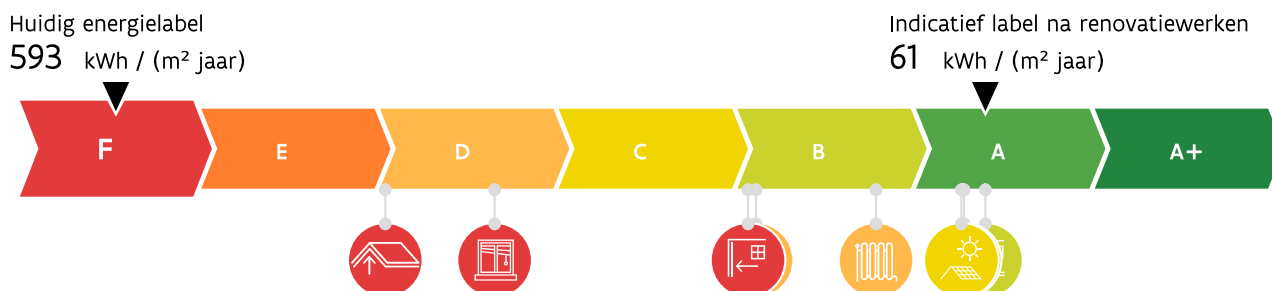 Huidig energielabel
593 kWh / (m² jaar)
Indicatief label na renovatiewerken
61 kWh / (m² jaar)
F E D C B A A+